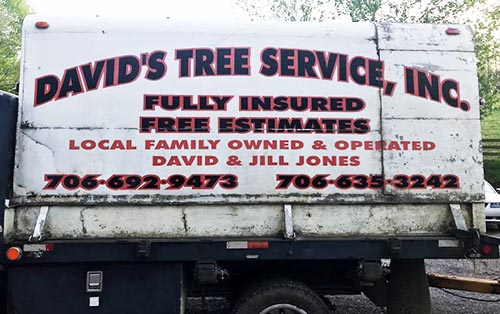 DAVID'S TREE SERVICE, INC.
FULLY INSURED
FREE ESTIMATES
LOCAL FAMILY OWNED & OPERATED
DAVID & JILL JONES
706-692-9473 706-635-3242